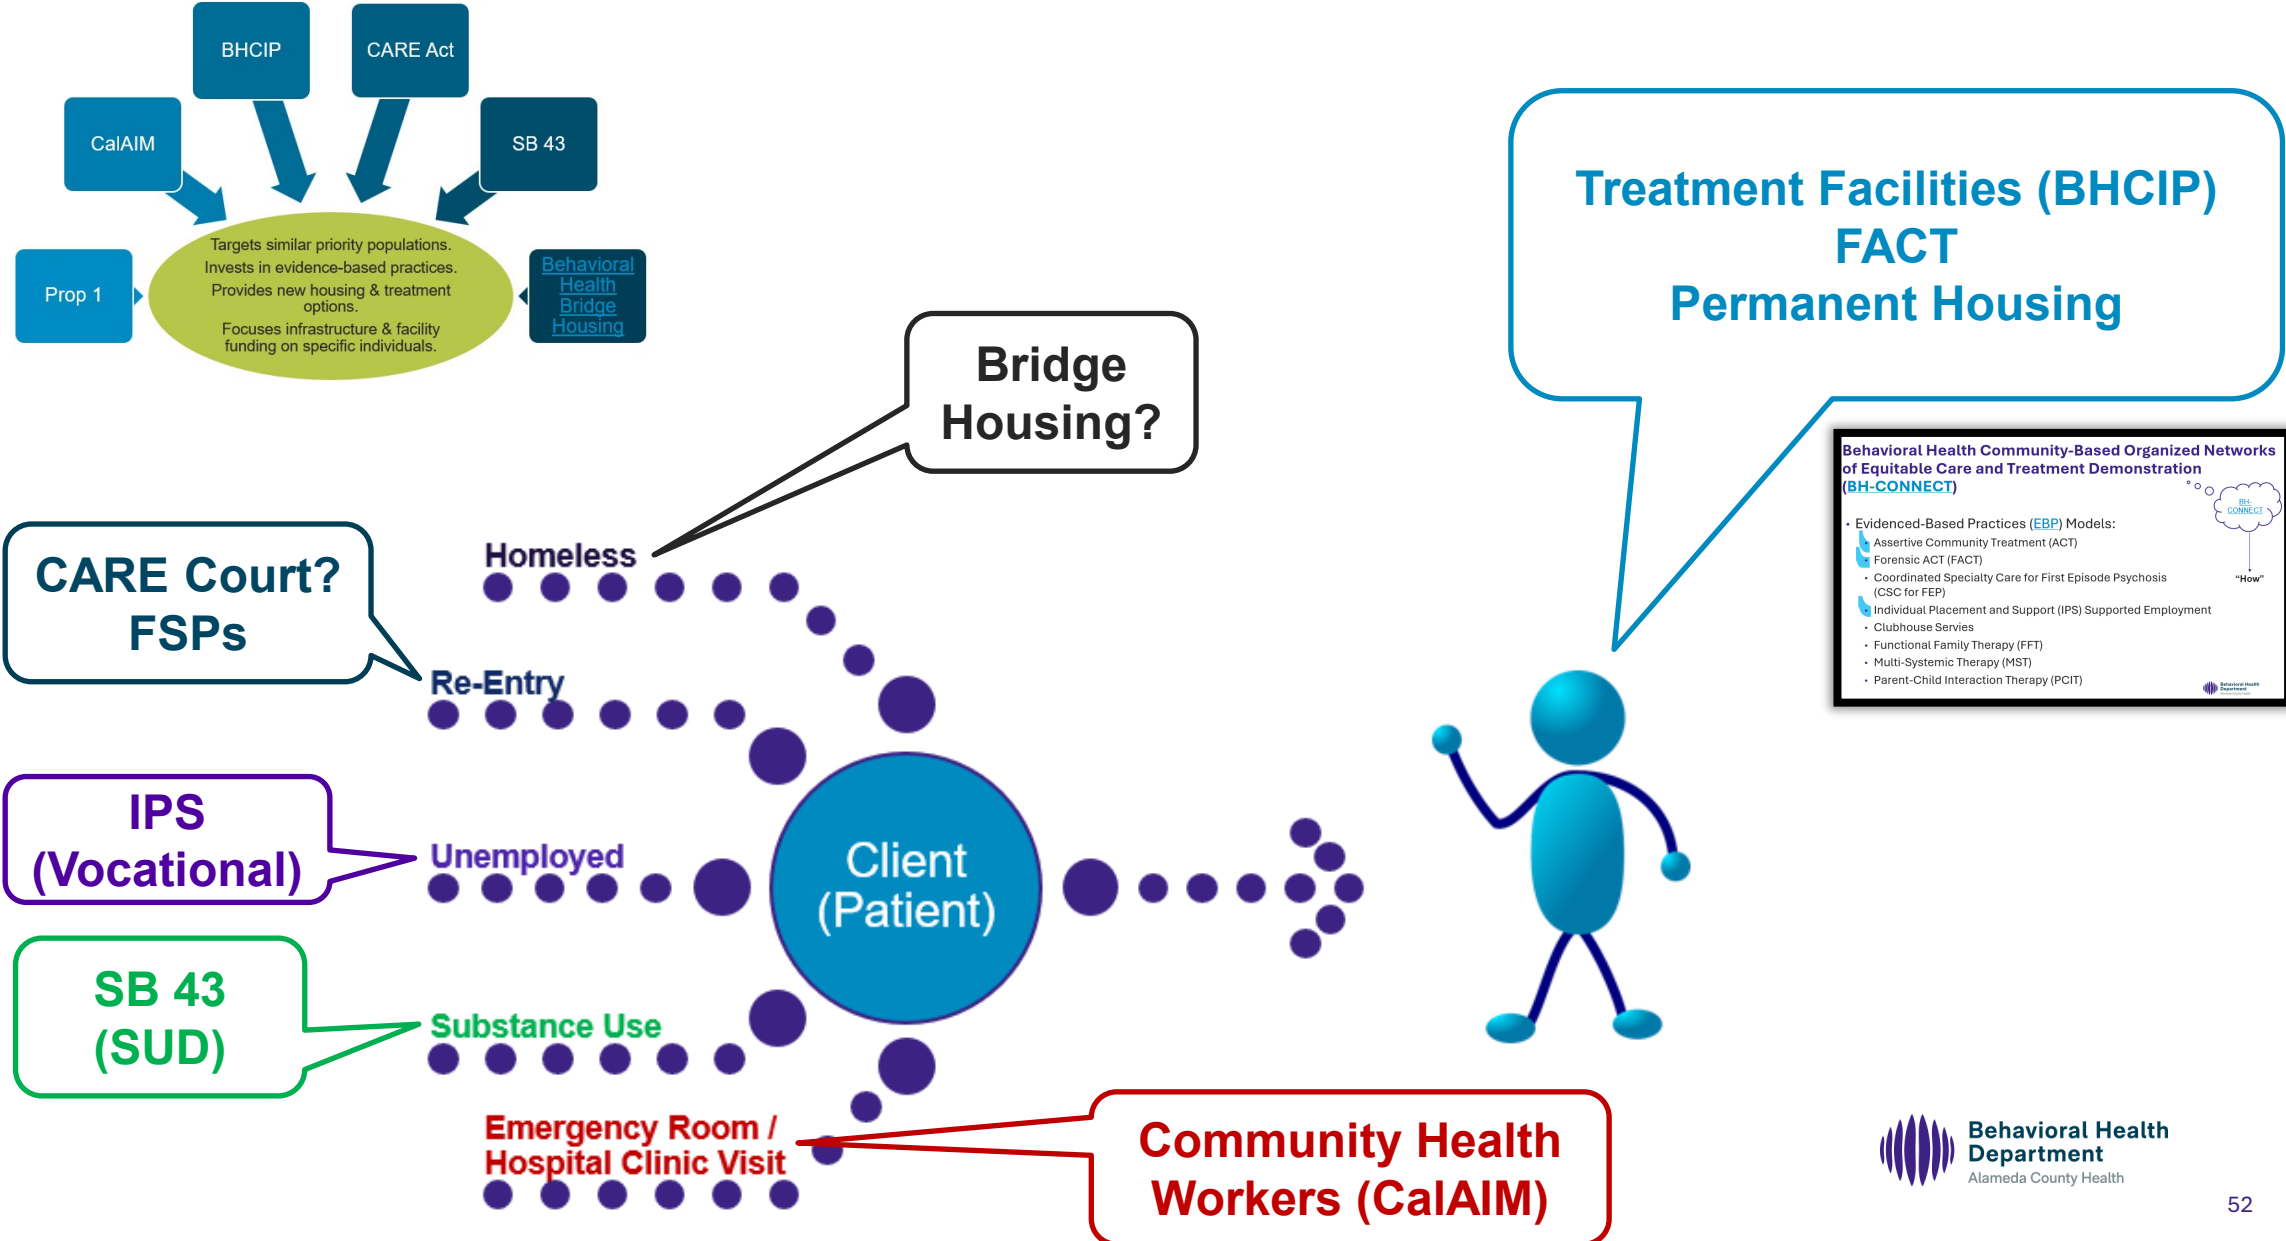 BHCIP
CARE Act
CalAIM
SB 43
Prop 1
Targets similar priority populations.
Invests in evidence-based practices.
Provides new housing & treatment
options.
Focuses infrastructure & facility
funding on specific individuals.
Behavioral
Health
Bridge
Housing
Treatment Facilities (BHCIP)
FACT
Permanent Housing
Bridge
Housing?
Behavioral Health Community-Based Organized Networks
of Equitable Care and Treatment Demonstration
(BH-CONNECT)
BH-
CONNECT
• Evidenced-Based Practices (EBP) Models:
• Assertive Community Treatment (ACT)
• Forensic ACT (FACT)
• Coordinated Specialty Care for First Episode Psychosis
(CSC for FEP)
"How"
• Individual Placement and Support (IPS) Supported Employment
• Clubhouse Servies
• Functional Family Therapy (FFT)
• Multi-Systemic Therapy (MST)
• Parent-Child Interaction Therapy (PCIT)
Behavioral Health
Department
CARE Court?
FSPs
Homeless
Re-Entry
IPS
(Vocational)
Unemployed
Client
(Patient)
SB 43
(SUD)
Substance Use
Emergency Room /
Hospital Clinic Visit
Community Health
Workers (CalAIM)
Behavioral Health
Department
Alameda County Health
52